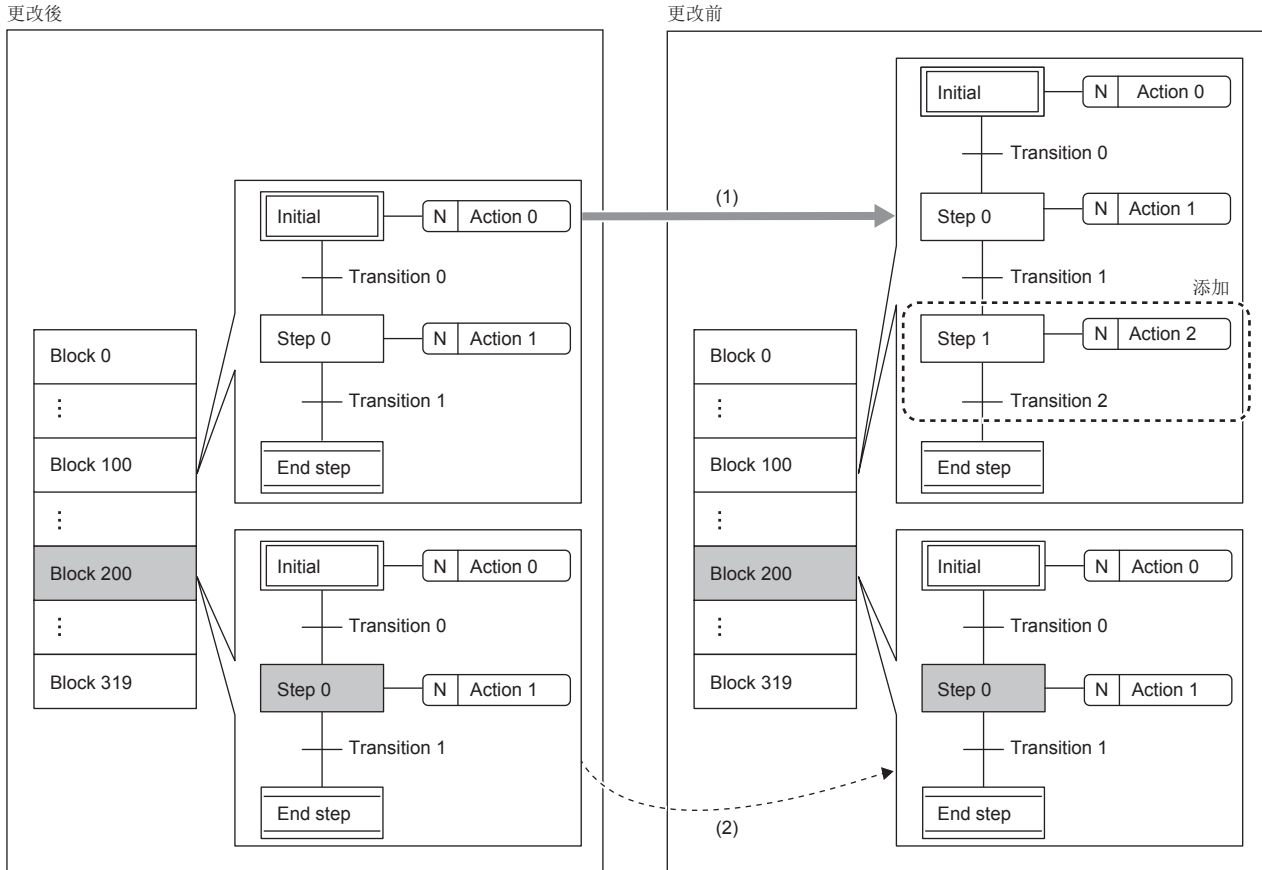 更改後
Initial
N
Action 0
Transition 0
Step 0
N
Action 1
Transition 1
End step
Block 0
⋮
Block 100
⋮
Block 200
⋮
Block 319
Initial
N
Action 0
Transition 0
Step 0
N
Action 1
Transition 1
End step
(1)
(2)
更改前
Initial
N
Action 0
Transition 0
Step 0
N
Action 1
Transition 1
添加
Step 1
N
Action 2
Transition 2
End step
Block 0
⋮
Block 100
⋮
Block 200
⋮
Block 319
Initial
N
Action 0
Transition 0
Step 0
N
Action 1
Transition 1
End step